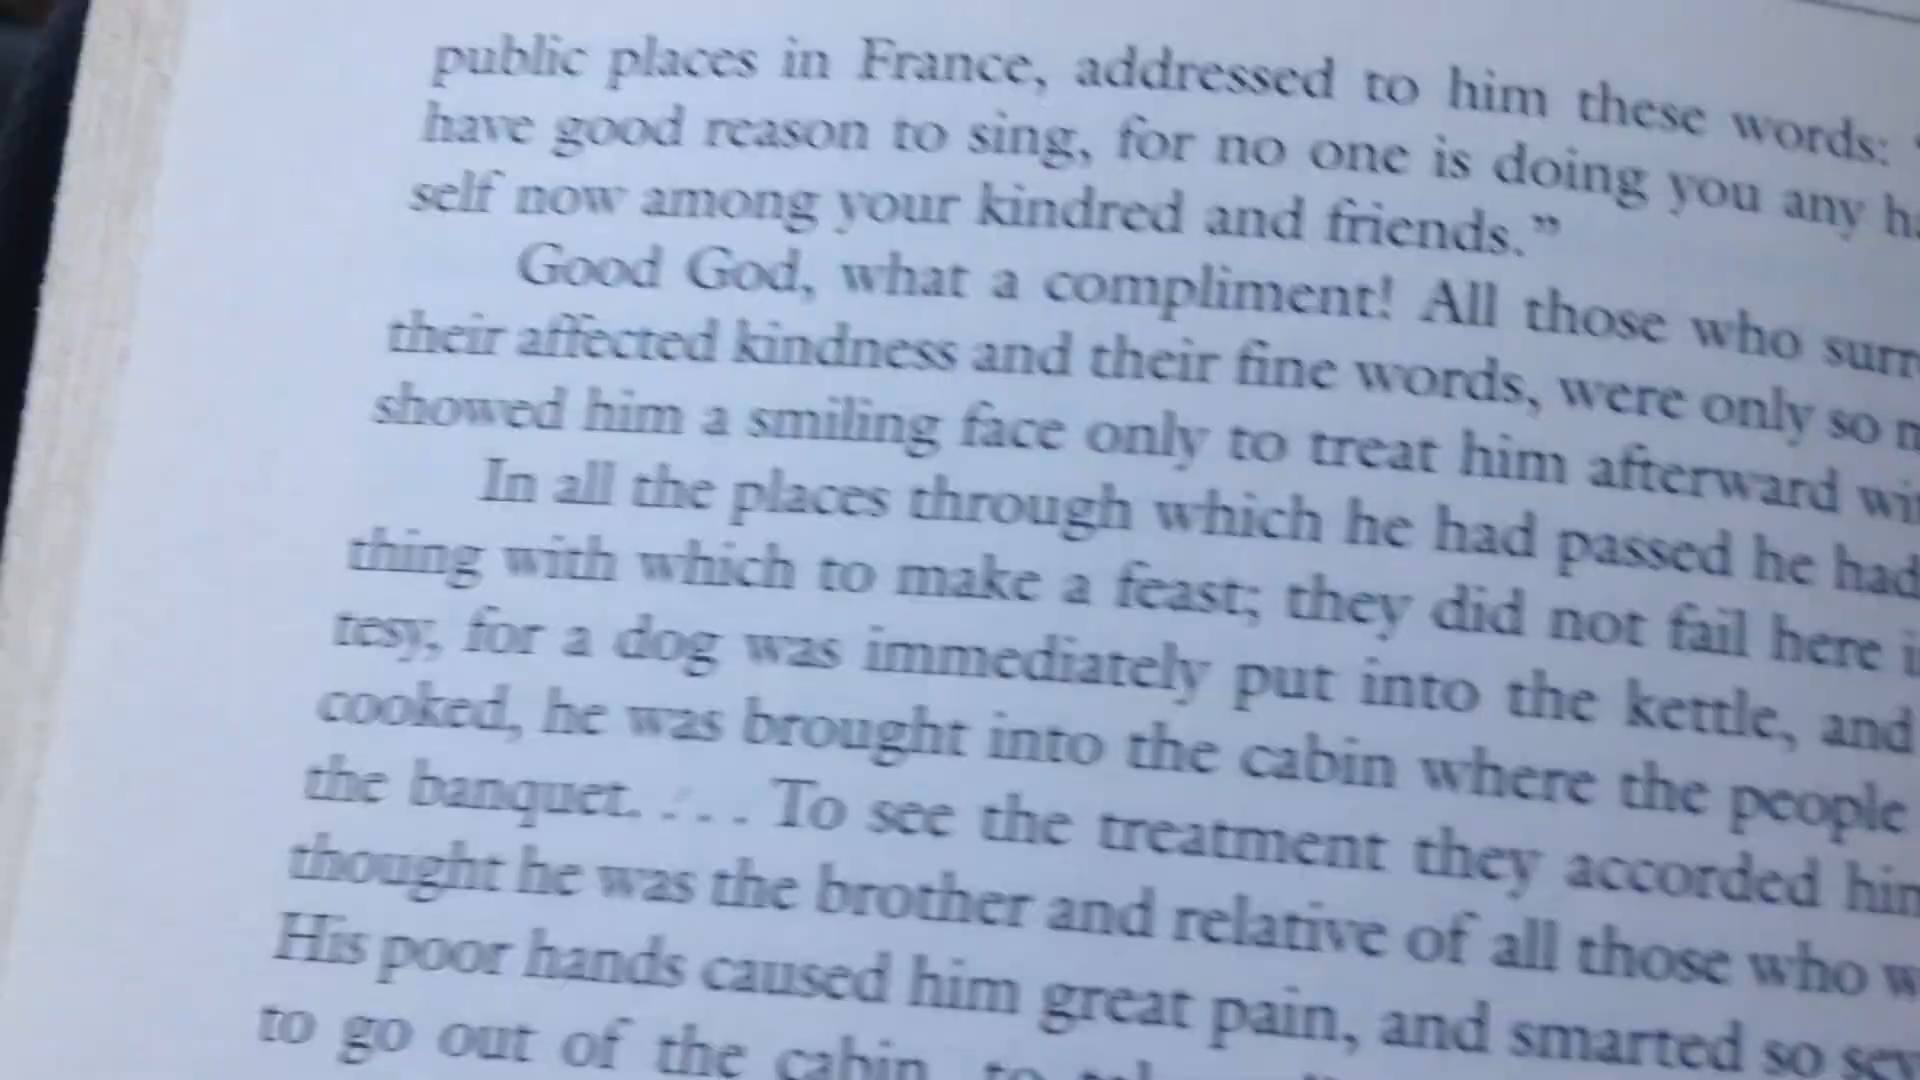 public places in France, addressed to him these words:
have good reason to sing, for no one is doing you any
self now among your kindred and friends.”
Good God, what a compliment! All those who
their affected kindness and their fine words, were only so
showed him a smiling face only to treat him afterward
In all the places through which he had passed he had
thing with which to make a feast; they did not fail here
tesy, for a dog was immediately put into the kettle, and
cooked, he was brought into the cabin where the people
the banquet. . . . To see the treatment they accorded
thought he was the brother and relative of all those who
His poor hands caused him great pain, and smarted so
to go out of the cabin,